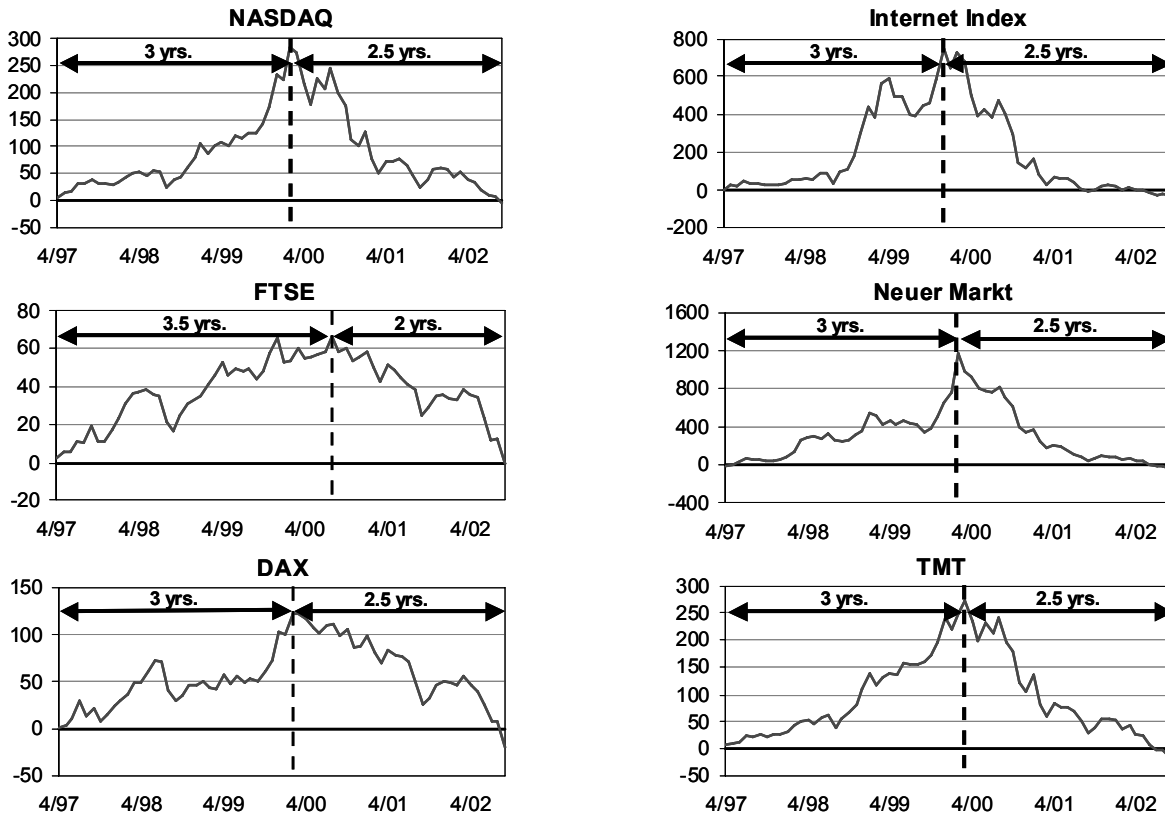 NASDAQ
3 yrs.
2.5 yrs.
300
250
200
150
100
50
0
-50
4/97 4/98 4/99 4/00 4/01 4/02
Internet Index
3 yrs.
2.5 yrs.
800
600
400
200
0
-200
4/97 4/98 4/99 4/00 4/01 4/02
FTSE
3.5 yrs.
2 yrs.
80
60
40
20
0
-20
4/97 4/98 4/99 4/00 4/01 4/02
Neuer Markt
3 yrs.
2.5 yrs.
1600
1200
800
400
0
-400
4/97 4/98 4/99 4/00 4/01 4/02
DAX
3 yrs.
2.5 yrs.
150
100
50
0
-50
4/97 4/98 4/99 4/00 4/01 4/02
TMT
3 yrs.
2.5 yrs.
300
250
200
150
100
50
0
-50
4/97 4/98 4/99 4/00 4/01 4/02